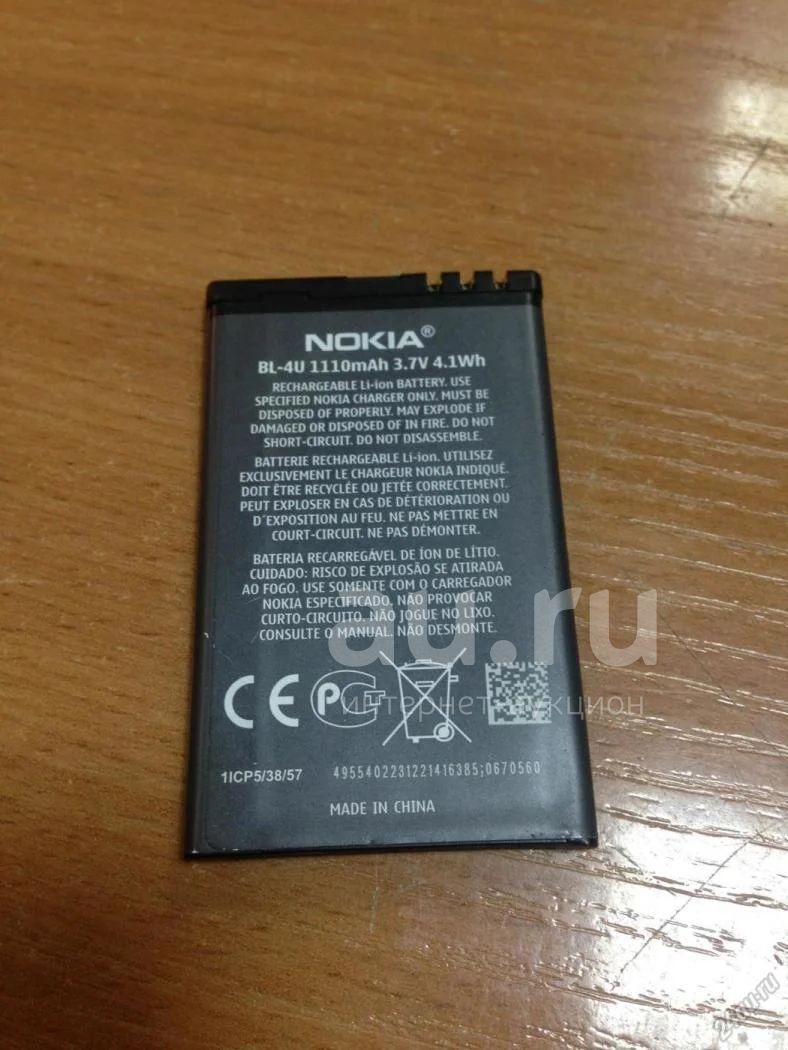 NOKIA®
BL-4U 1110mAh 3.7V 4.1Wh
RECHARGEABLE Li-ion BATTERY. USE
SPECIFIED NOKIA CHARGER ONLY. MUST BE
DISPOSED OF PROPERLY. MAY EXPLODE IF
DAMAGED OR DISPOSED OF IN FIRE. DO NOT
SHORT-CIRCUIT. DO NOT DISASSEMBLE.
BATTERIE RECHARGEABLE Li-ion. UTILISEZ
EXCLUSIVEMENT LE CHARGEUR NOKIA INDIQUÉ.
DOIT ÊTRE RECYCLÉE OU JETÉE CORRECTEMENT.
PEUT EXPLOSER EN CAS DE DÉTÉRIORATION OU
D´EXPOSITION AU FEU. NE PAS METTRE EN
COURT-CIRCUIT. NE PAS DÉMONTER.
BATERIA RECARREGÁVEL DE ÍON DE LÍTIO.
CUIDADO: RISCO DE EXPLOSÃO SE ATIRADA
AO FOGO. USE SOMENTE COM O CARREGADOR
NOKIA ESPECIFICADO. NÃO PROVOCAR
CURTO-CIRCUITO. NÃO JOGUE NO LIXO.
CONSULTE O MANUAL. NÃO DESMONTE.
au.ru
интернет-аукцион
CE РСТ
1ICP5/38/57 4955402231221416385;0670560
MADE IN CHINA
24au.ru